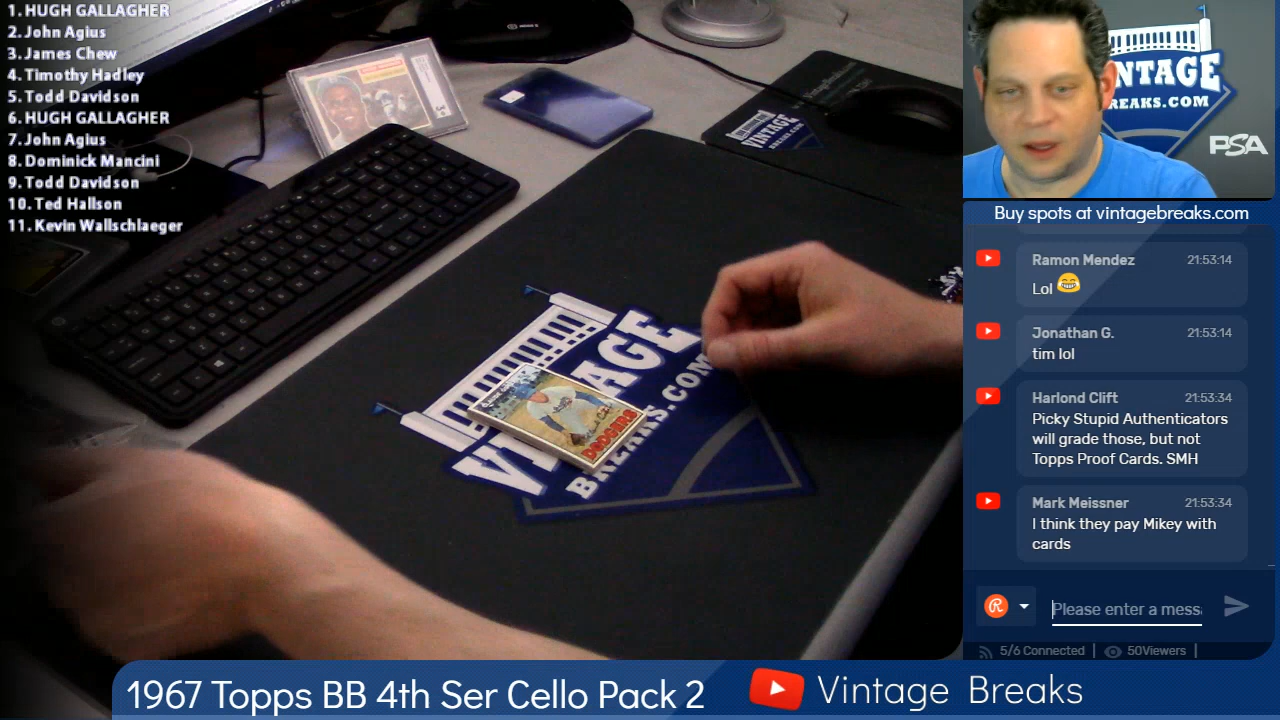 1. HUGH GALLAGHER
2. John Agius
3. James Chew
4. Timothy Hadley
5. Todd Davidson
6. HUGH GALLAGHER
7. John Agius
8. Dominick Mancini
9. Todd Davidson
10. Ted Hallson
11. Kevin Wallschlaeger
VINTAGE
BREAKS.COM
DODGERS
VINTAGE
BREAKS.COM
PSA
Buy spots at vintagebreaks.com
Ramon Mendez 21:53:14
Lol 😂
Jonathan G. 21:53:14
tim lol
Harlond Clift 21:53:34
Picky Stupid Authenticators
will grade those, but not
Topps Proof Cards. SMH
Mark Meissner 21:53:34
I think they pay Mikey with
cards
Please enter a mess
5/6 Connected | 50Viewers |
1967 Topps BB 4th Ser Cello Pack 2
Vintage Breaks